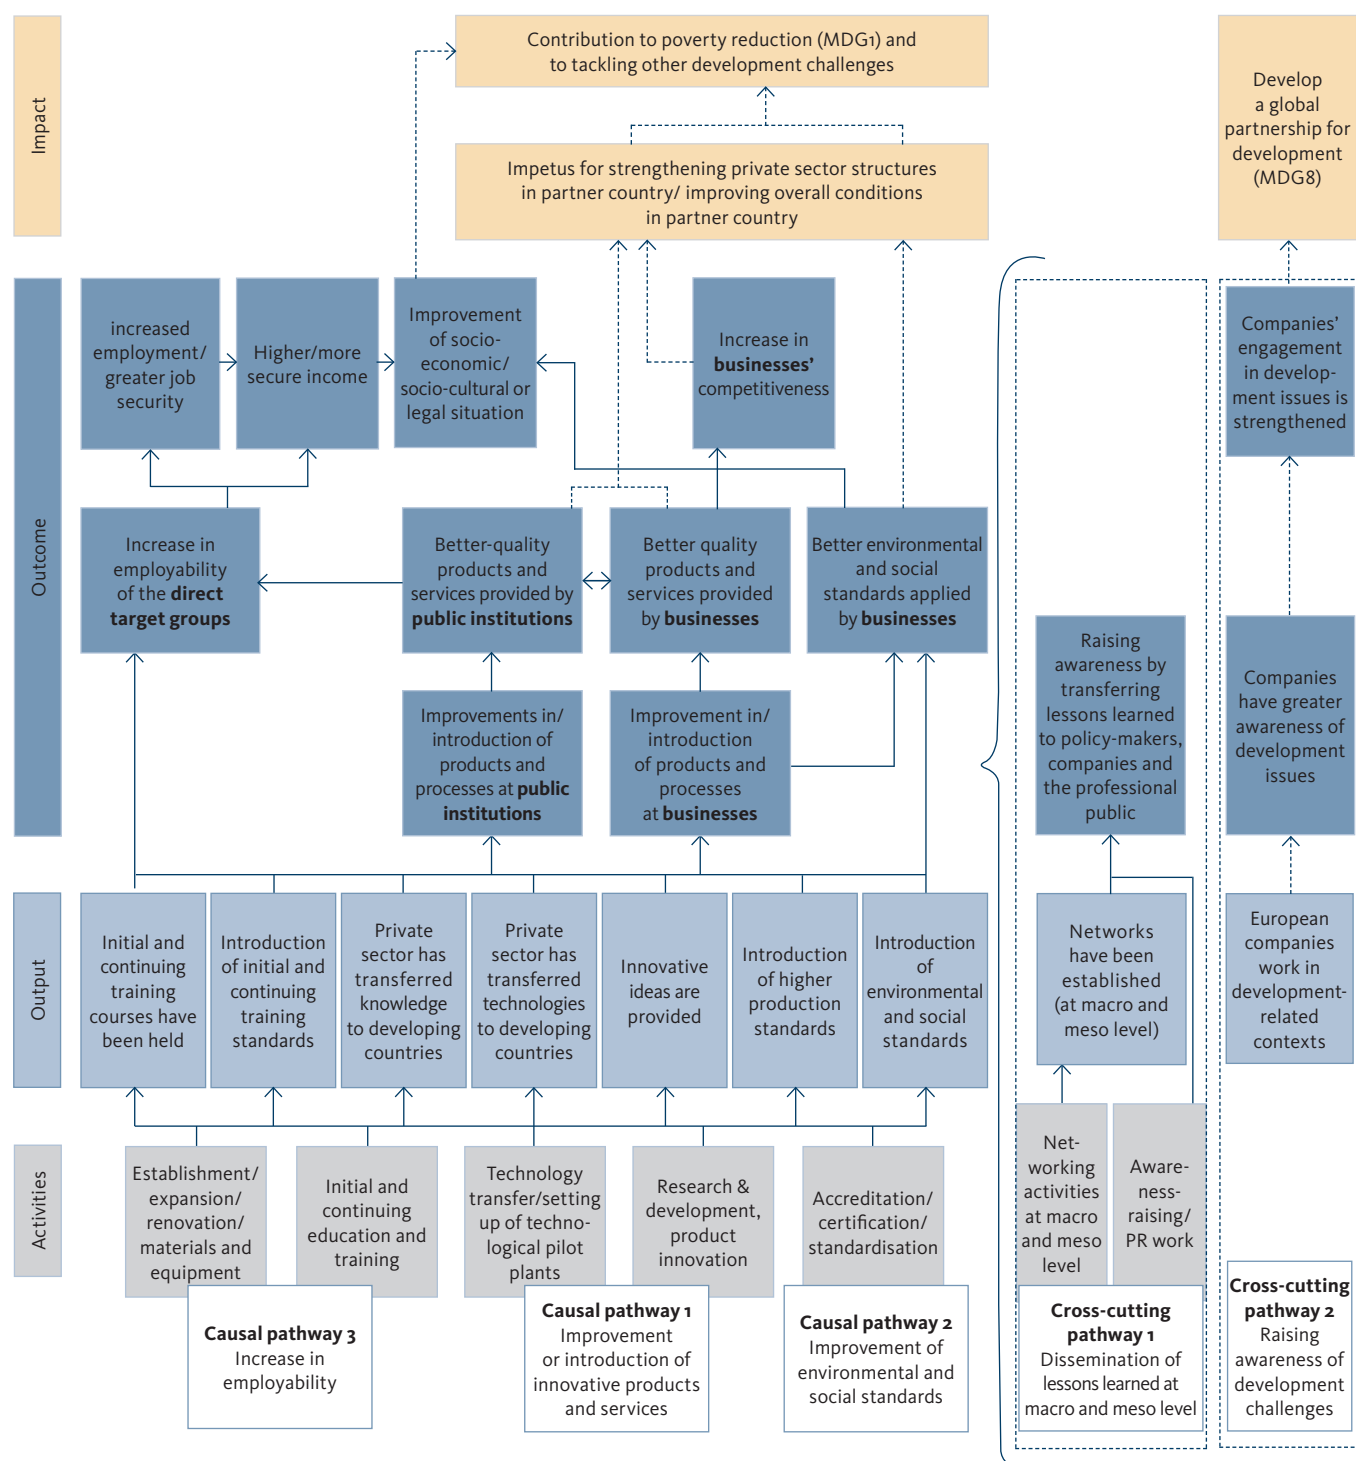 Impact
Contribution to poverty reduction (MDG1) and
to tackling other development challenges
Impetus for strengthening private sector structures
in partner country/ improving overall conditions
in partner country
Develop
a global
partnership for
development
(MDG8)
Outcome
increased
employment/
greater job
security
Higher/more
secure income
Improvement
of socio-
economic/
socio-cultural or
legal situation
Increase in
businesses’
competitiveness
Companies’
engagement
in develop-
ment issues is
strengthened
Increase in
employability
of the direct
target groups
Better-quality
products and
services provided by
public institutions
Better quality
products and
services provided
by businesses
Better environmental
and social
standards applied
by businesses
Improvements in/
introduction of
products and
processes at public
institutions
Improvement in/
introduction
of products and
processes
at businesses
Raising
awareness by
transferring
lessons learned
to policy-makers,
companies and
the professional
public
Companies
have greater
awareness of
development
issues
Output
Initial and
continuing
training
courses have
been held
Introduction
of initial and
continuing
training
standards
Private
sector has
transferred
knowledge
to developing
countries
Private
sector has
transferred
technologies
to developing
countries
Innovative
ideas are
provided
Introduction
of higher
production
standards
Introduction
of
environmental
and social
standards
Networks
have been
established
(at macro and
meso level)
European
companies
work in
development-
related
contexts
Activities
Establishment/
expansion/
renovation/
materials and
equipment
Initial and
continuing
education and
training
Technology
transfer/setting
up of techno-
logical pilot
plants
Research &
development,
product
innovation
Accreditation/
certification/
standardisation
Net-
working
activities
at macro
and meso
level
Aware-
ness-
raising/
PR work
Causal pathway 3
Increase in
employability
Causal pathway 1
Improvement
or introduction of
innovative products
and services
Causal pathway 2
Improvement of
environmental and
social standards
Cross-cutting
pathway 1
Dissemination of
lessons learned at
macro and meso level
Cross-cutting
pathway 2
Raising
awareness of
development
challenges